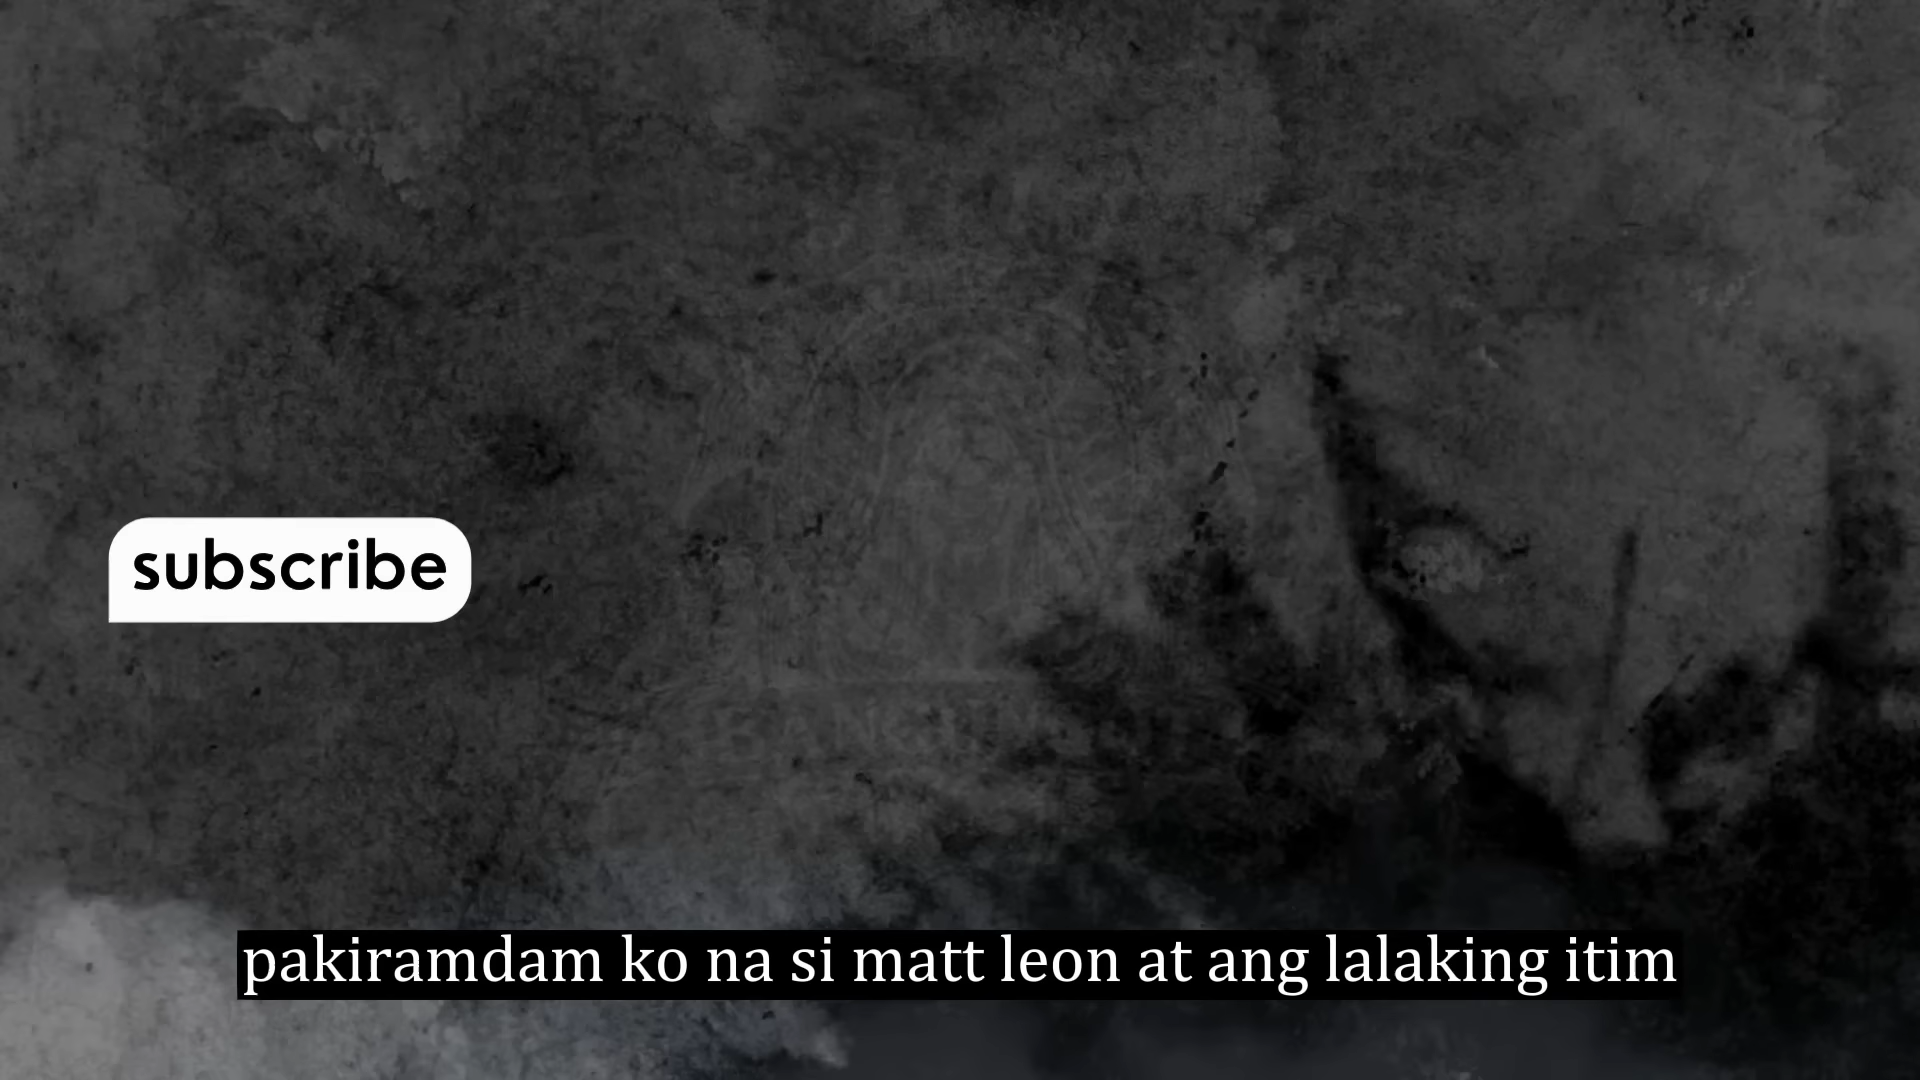 subscribe
pakiramdam ko na si matt leon at ang lalaking itim